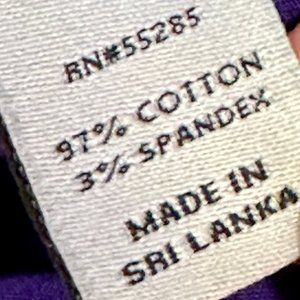 RN#55285
97% COTTON
3% SPANDEX
MADE IN
SRI LANKA